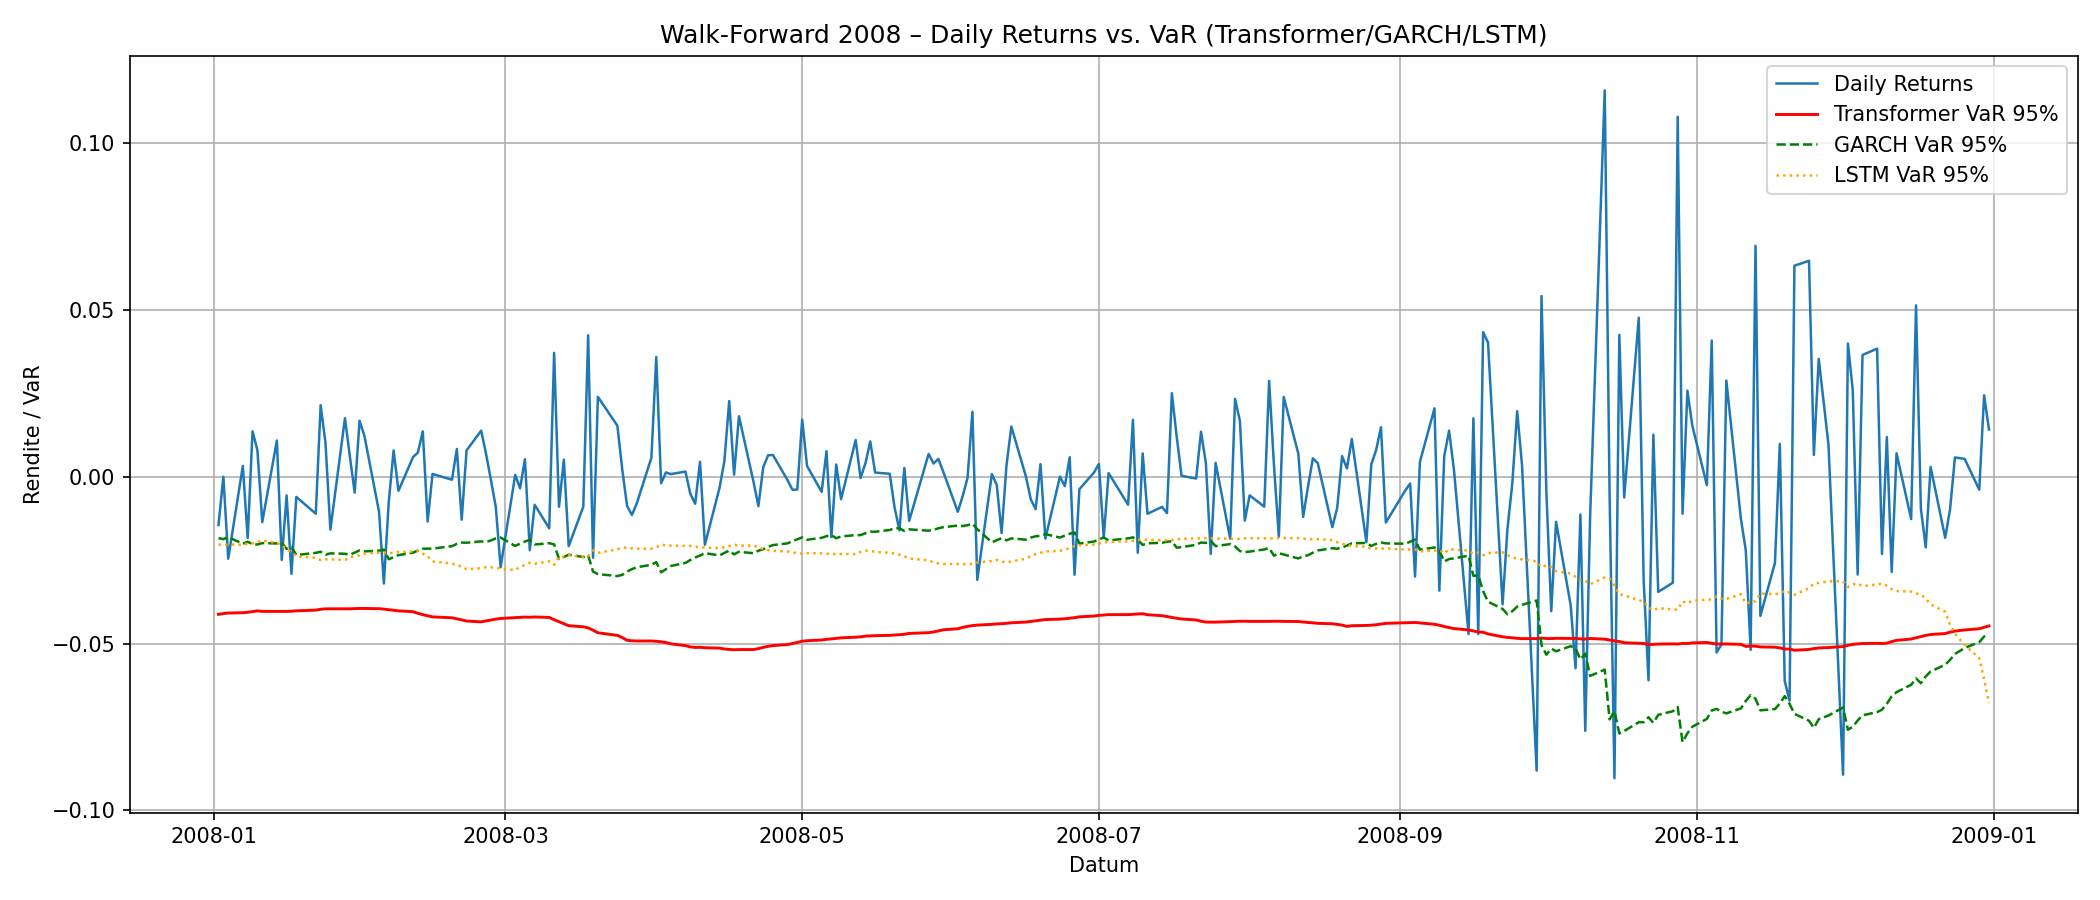 Walk-Forward 2008 – Daily Returns vs. VaR (Transformer/GARCH/LSTM)
Daily Returns
Transformer VaR 95%
GARCH VaR 95%
LSTM VaR 95%
Rendite / VaR
0.10
0.05
0.00
−0.05
−0.10
2008-01
2008-03
2008-05
2008-07
2008-09
2008-11
2009-01
Datum